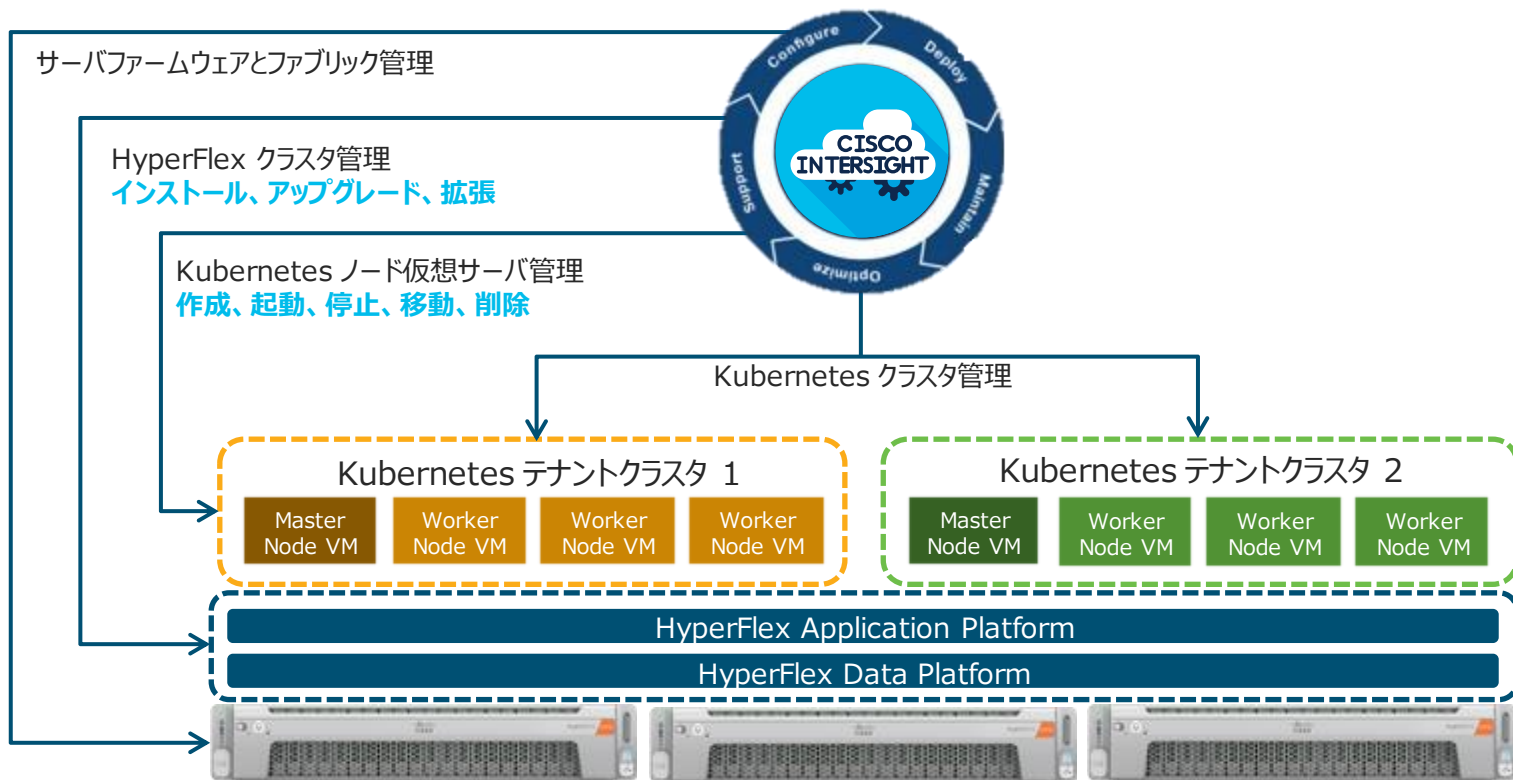 サーバファームウェアとファブリック管理
HyperFlex クラスタ管理
インストール、アップグレード、拡張
Kubernetes ノード仮想サーバ管理
作成、起動、停止、移動、削除
Configure
Deploy
Maintain
Optimize
Support
CISCO
INTERSIGHT
Kubernetes クラスタ管理
Kubernetes テナントクラスタ 1
Master
Node VM
Worker
Node VM
Worker
Node VM
Worker
Node VM
Kubernetes テナントクラスタ 2
Master
Node VM
Worker
Node VM
Worker
Node VM
Worker
Node VM
HyperFlex Application Platform
HyperFlex Data Platform